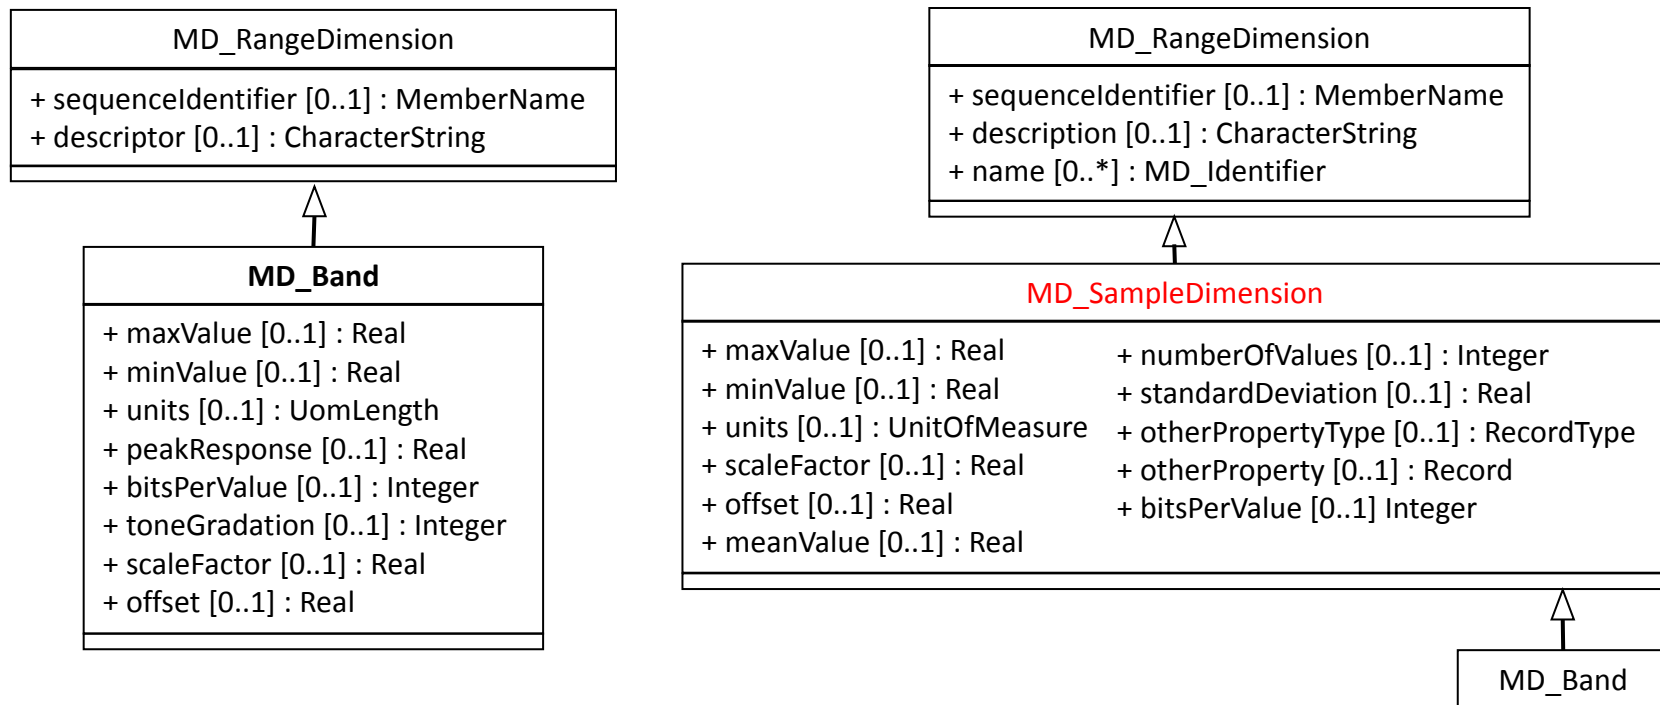 MD_RangeDimension
+ sequenceIdentifier [0..1] : MemberName
+ descriptor [0..1] : CharacterString
MD_Band
+ maxValue [0..1] : Real
+ minValue [0..1] : Real
+ units [0..1] : UomLength
+ peakResponse [0..1] : Real
+ bitsPerValue [0..1] : Integer
+ toneGradation [0..1] : Integer
+ scaleFactor [0..1] : Real
+ offset [0..1] : Real
MD_RangeDimension
+ sequenceIdentifier [0..1] : MemberName
+ description [0..1] : CharacterString
+ name [0..*] : MD_Identifier
MD_SampleDimension
+ maxValue [0..1] : Real
+ minValue [0..1] : Real
+ units [0..1] : UnitOfMeasure
+ scaleFactor [0..1] : Real
+ offset [0..1] : Real
+ meanValue [0..1] : Real
+ numberOfValues [0..1] : Integer
+ standardDeviation [0..1] : Real
+ otherPropertyType [0..1] : RecordType
+ otherProperty [0..1] : Record
+ bitsPerValue [0..1] Integer
MD_Band